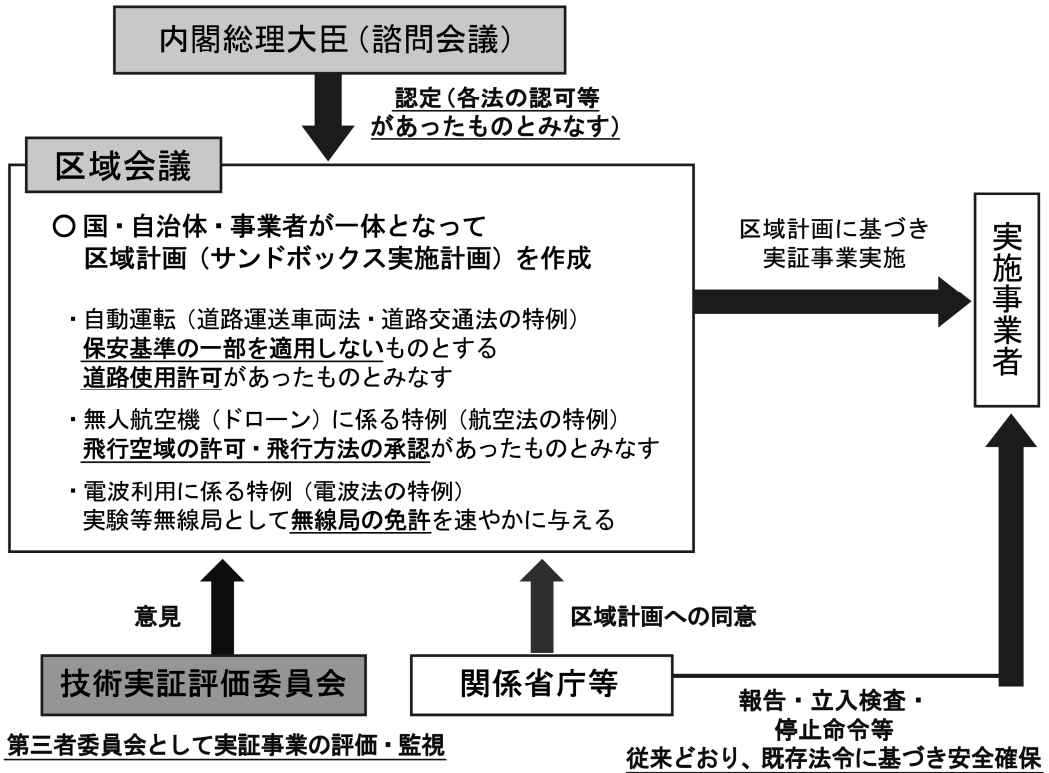 内閣総理大臣（諮問会議）
認定（各法の認可等
があったものとみなす）
区域会議
○ 国・自治体・事業者が一体となって
区域計画（サンドボックス実施計画）を作成
・自動運転（道路運送車両法・道路交通法の特例）
保安基準の一部を適用しないものとする
道路使用許可があったものとみなす
・無人航空機（ドローン）に係る特例（航空法の特例）
飛行空域の許可・飛行方法の承認があったものとみなす
・電波利用に係る特例（電波法の特例）
実験等無線局として無線局の免許を速やかに与える
区域計画に基づき
実証事業実施
実施事業者
意見
区域計画への同意
技術実証評価委員会
関係省庁等
第三者委員会として実証事業の評価・監視
報告・立入検査・
停止命令等
従来どおり、既存法令に基づき安全確保